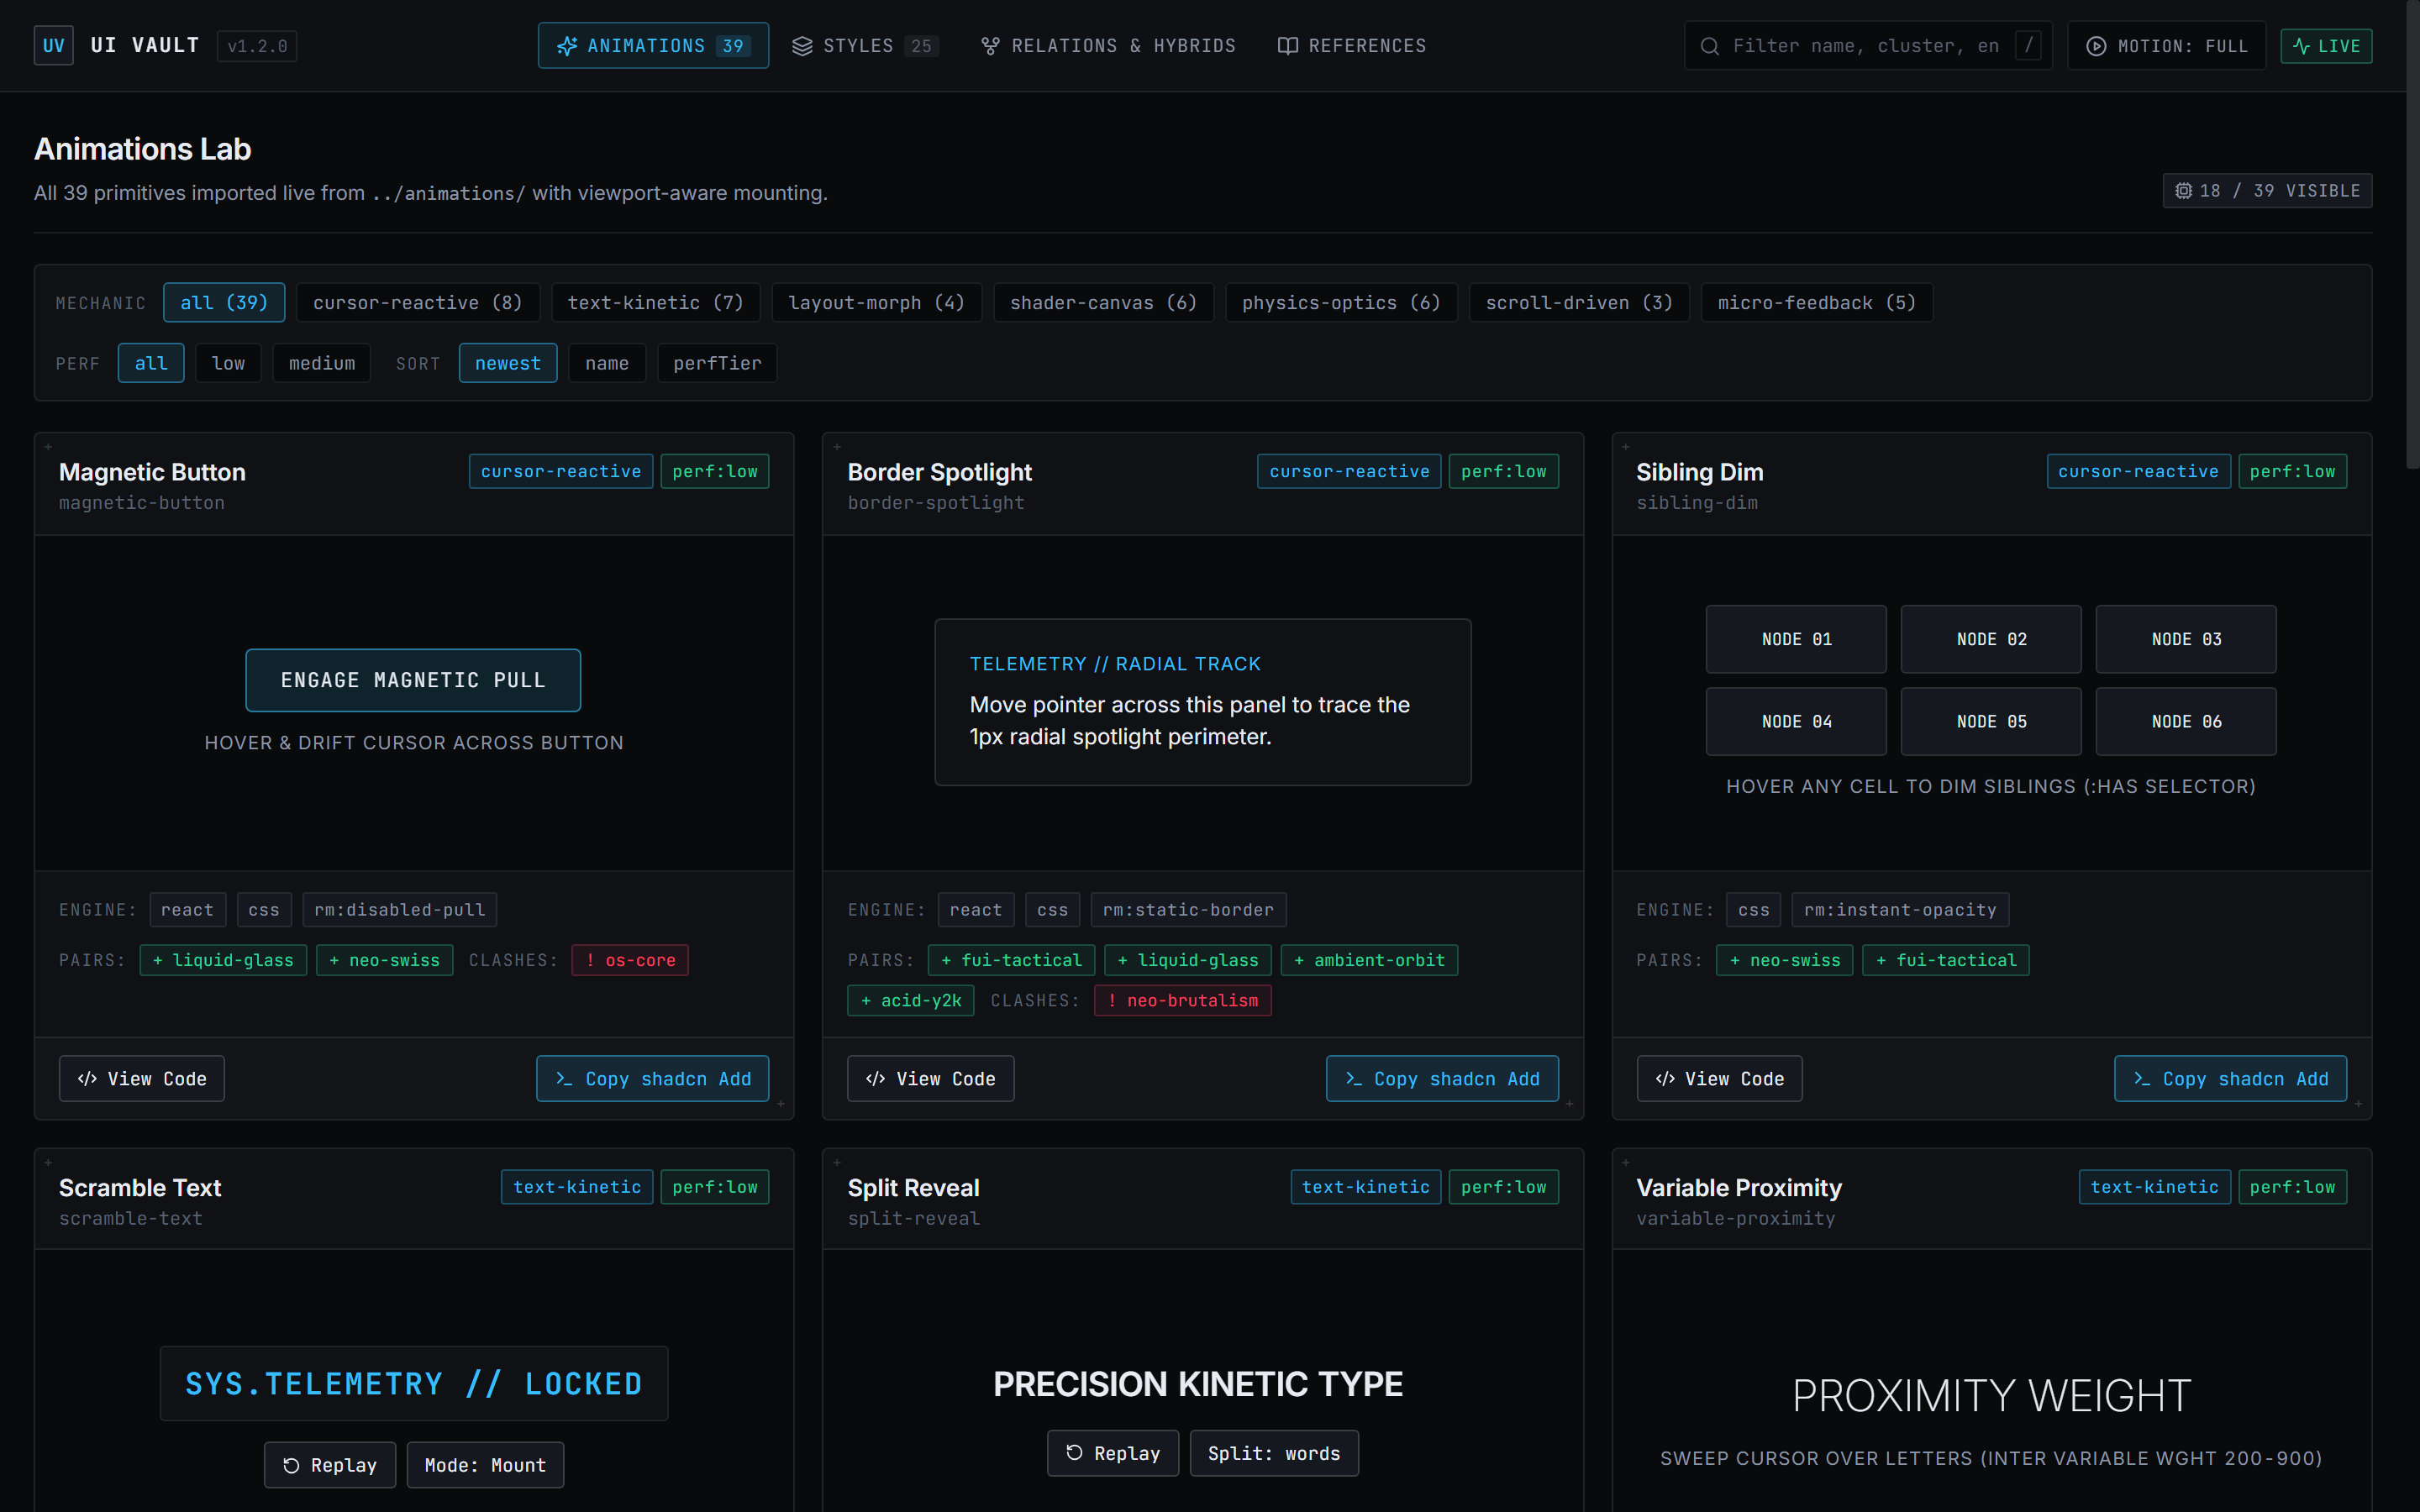 UV UI VAULT v1.2.0 ANIMATIONS 39 STYLES 25 RELATIONS & HYBRIDS REFERENCES Filter name, cluster, en / MOTION: FULL LIVE
Animations Lab
All 39 primitives imported live from ../animations/ with viewport-aware mounting.
18 / 39 VISIBLE
MECHANIC all (39) cursor-reactive (8) text-kinetic (7) layout-morph (4) shader-canvas (6) physics-optics (6) scroll-driven (3) micro-feedback (5)
PERF all low medium SORT newest name perfTier
Magnetic Button cursor-reactive perf:low
magnetic-button
ENGAGE MAGNETIC PULL
HOVER & DRIFT CURSOR ACROSS BUTTON
ENGINE: react css rm:disabled-pull
PAIRS: + liquid-glass + neo-swiss CLASHES: ! os-core
</> View Code >_ Copy shadcn Add
Border Spotlight cursor-reactive perf:low
border-spotlight
TELEMETRY // RADIAL TRACK
Move pointer across this panel to trace the
1px radial spotlight perimeter.
ENGINE: react css rm:static-border
PAIRS: + fui-tactical + liquid-glass + ambient-orbit
+ acid-y2k CLASHES: ! neo-brutalism
</> View Code >_ Copy shadcn Add
Sibling Dim cursor-reactive perf:low
sibling-dim
NODE 01 NODE 02 NODE 03
NODE 04 NODE 05 NODE 06
HOVER ANY CELL TO DIM SIBLINGS (:HAS SELECTOR)
ENGINE: css rm:instant-opacity
PAIRS: + neo-swiss + fui-tactical
</> View Code >_ Copy shadcn Add
Scramble Text text-kinetic perf:low
scramble-text
SYS.TELEMETRY // LOCKED
Replay Mode: Mount
Split Reveal text-kinetic perf:low
split-reveal
PRECISION KINETIC TYPE
Replay Split: words
Variable Proximity text-kinetic perf:low
variable-proximity
PROXIMITY WEIGHT
SWEEP CURSOR OVER LETTERS (INTER VARIABLE WGHT 200-900)